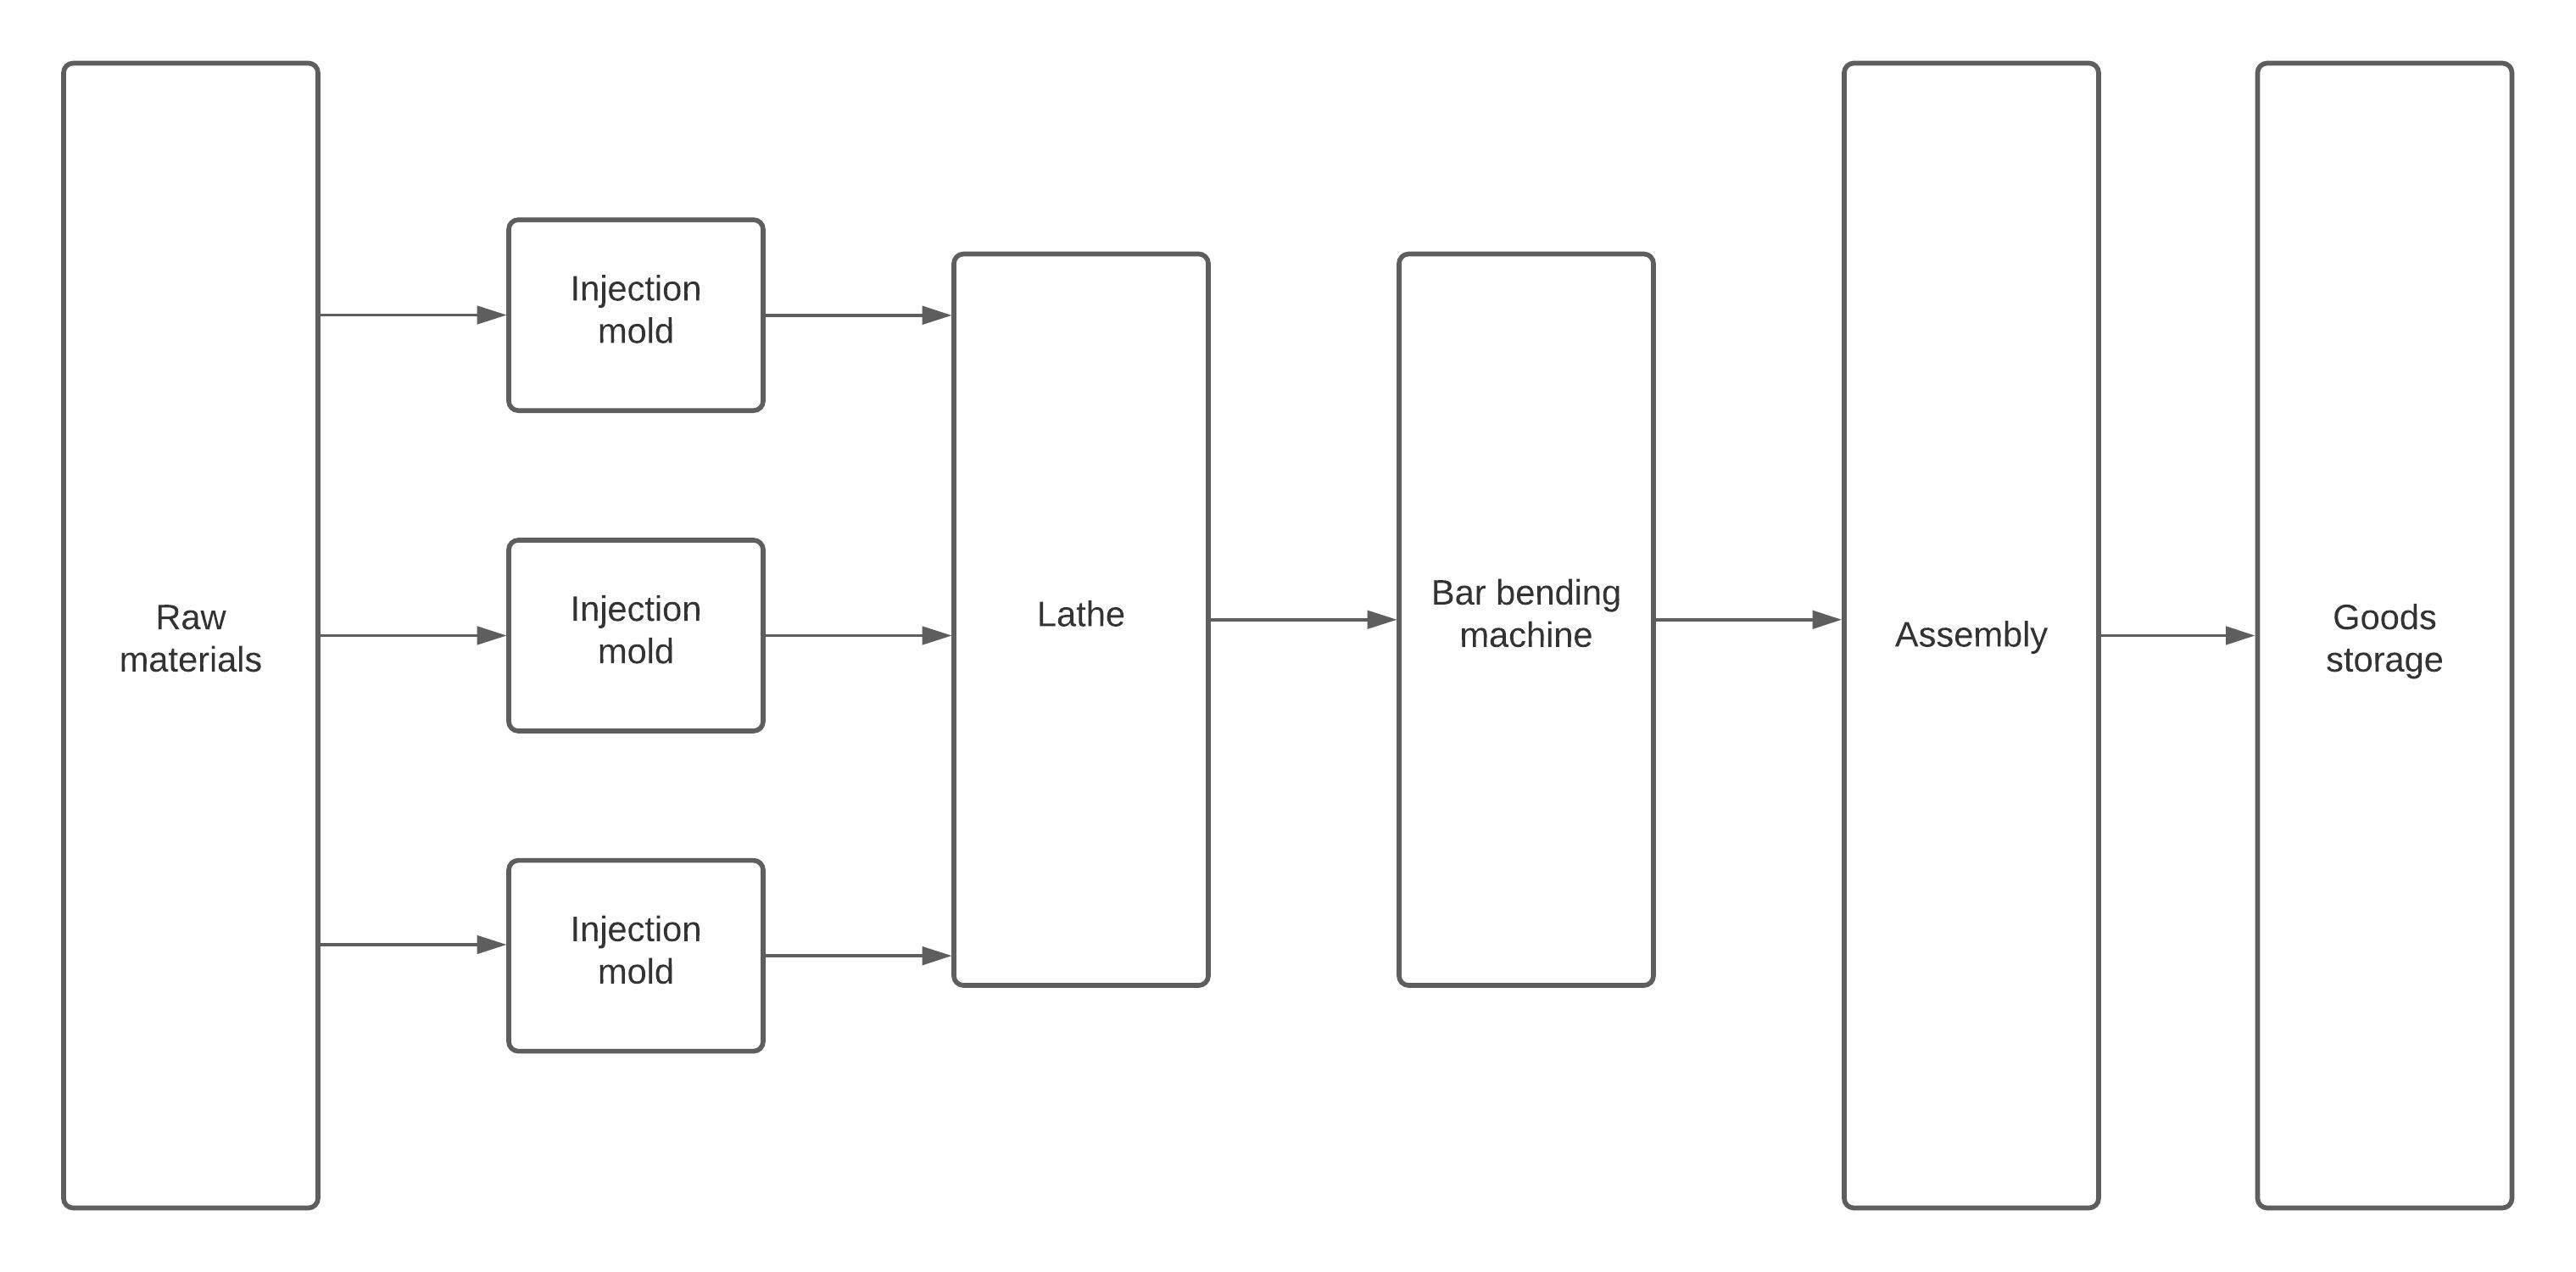 Raw
materials
Injection
mold
Injection
mold
Injection
mold
Lathe
Bar bending
machine
Assembly
Goods
storage